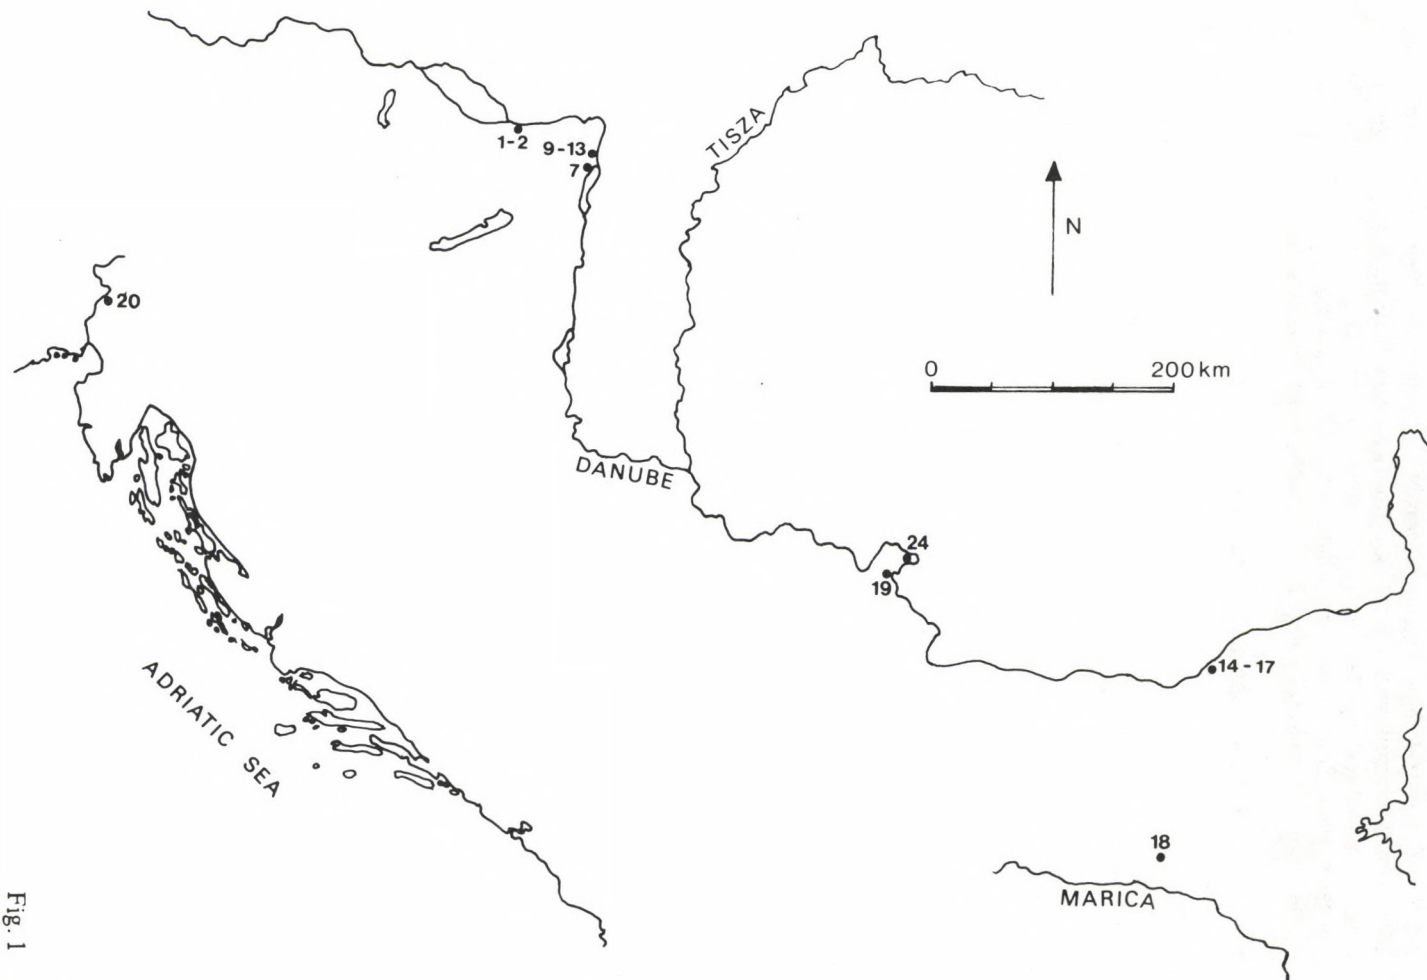 1-2
9-13
7
TISZA
N
20
0
200 km
DANUBE
24
19
14-17
ADRIATIC SEA
18
MARICA
Fig. 1